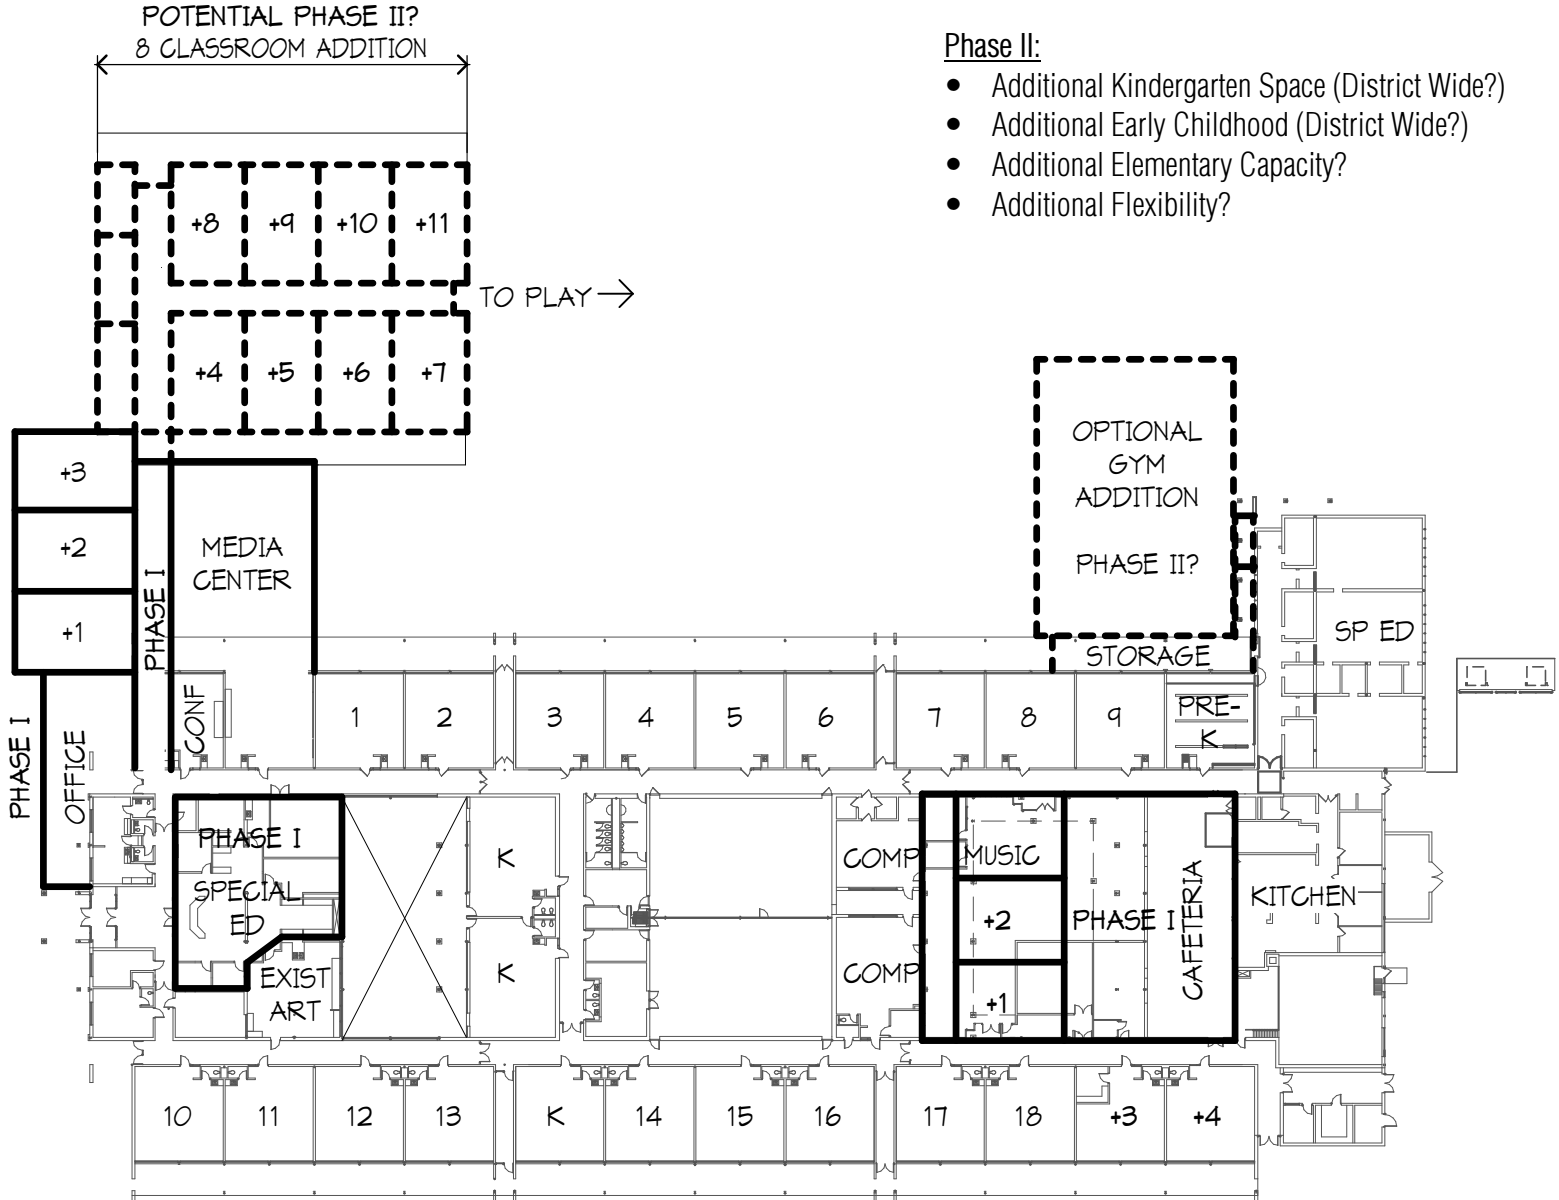 POTENTIAL PHASE II?
8 CLASSROOM ADDITION
Phase II:
• Additional Kindergarten Space (District Wide?)
• Additional Early Childhood (District Wide?)
• Additional Elementary Capacity?
• Additional Flexibility?
+8 +9 +10 +11
TO PLAY
+4 +5 +6 +7
+3
+2
+1
PHASE I
MEDIA
CENTER
OPTIONAL
GYM
ADDITION
PHASE II?
STORAGE
SP ED
PHASE I
OFFICE
CONF
1 2 3 4 5 6 7 8 9
PRE-
K
PHASE I
SPECIAL
ED
EXIST
ART
K
K
COMP
COMP
MUSIC
+2
+1
PHASE I
CAFETERIA
KITCHEN
10 11 12 13 K 14 15 16 17 18 +3 +4